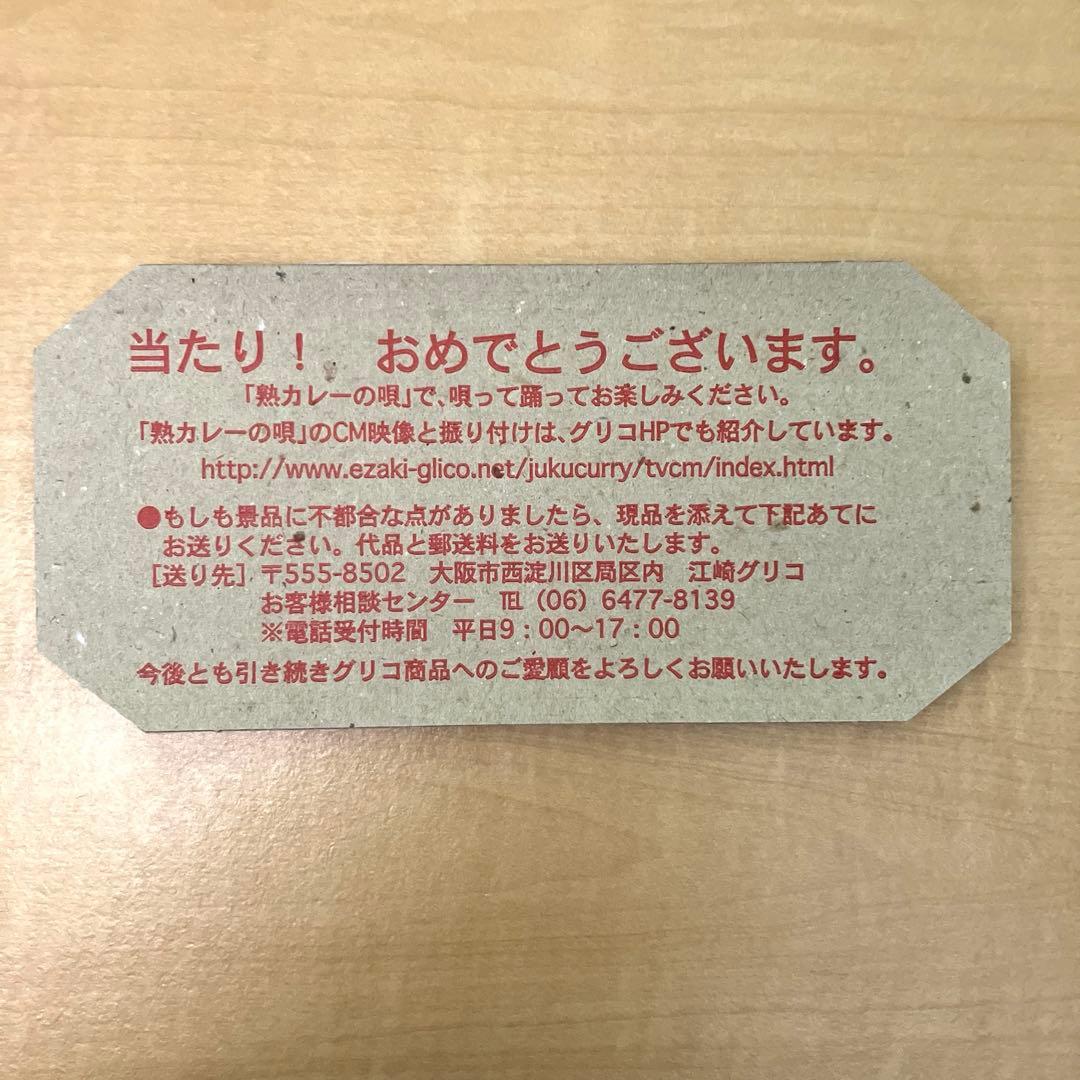 当たり！　おめでとうございます。
「熟カレーの唄」で、唄って踊ってお楽しみください。
「熟カレーの唄」のCM映像と振り付けは、グリコHPでも紹介しています。
http://www.ezaki-glico.net/jukucurry/tvcm/index.html
●もしも景品に不都合な点がありましたら、現品を添えて下記あてに
お送りください。代品と郵送料をお送りいたします。
［送り先］〒555-8502　大阪市西淀川区局区内　江崎グリコ
お客様相談センター　℡（06）6477-8139
※電話受付時間　平日9：00〜17：00
今後とも引き続きグリコ商品へのご愛顧をよろしくお願いいたします。